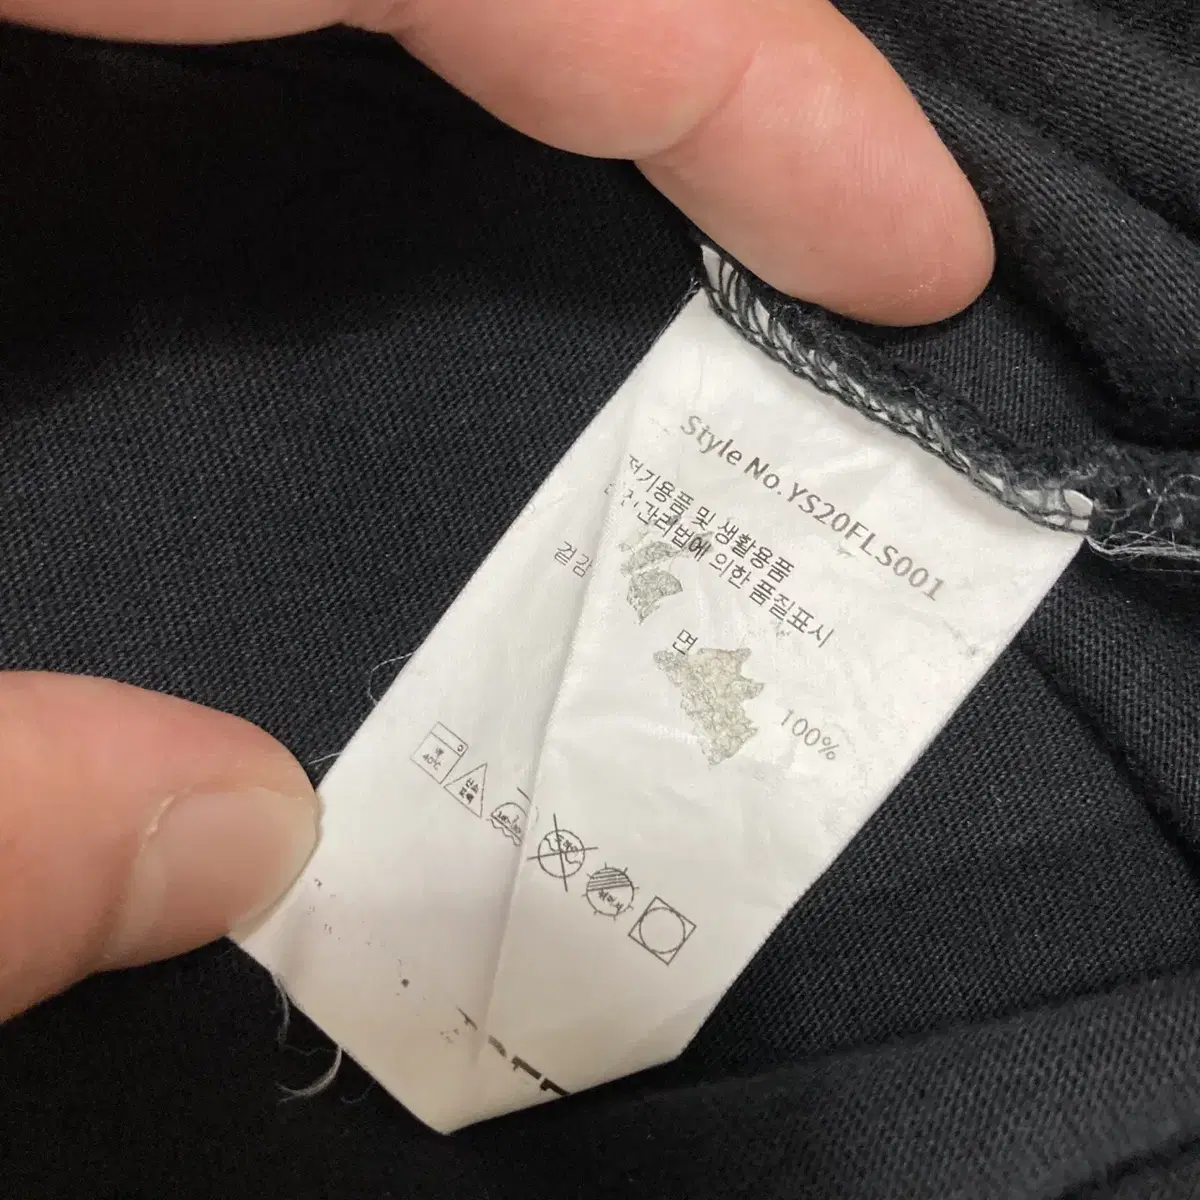 Style No.YS20FLS001
전기용품 및 생활용품
안전관리법에 의한 품질표시
겉감
면 100%
40℃